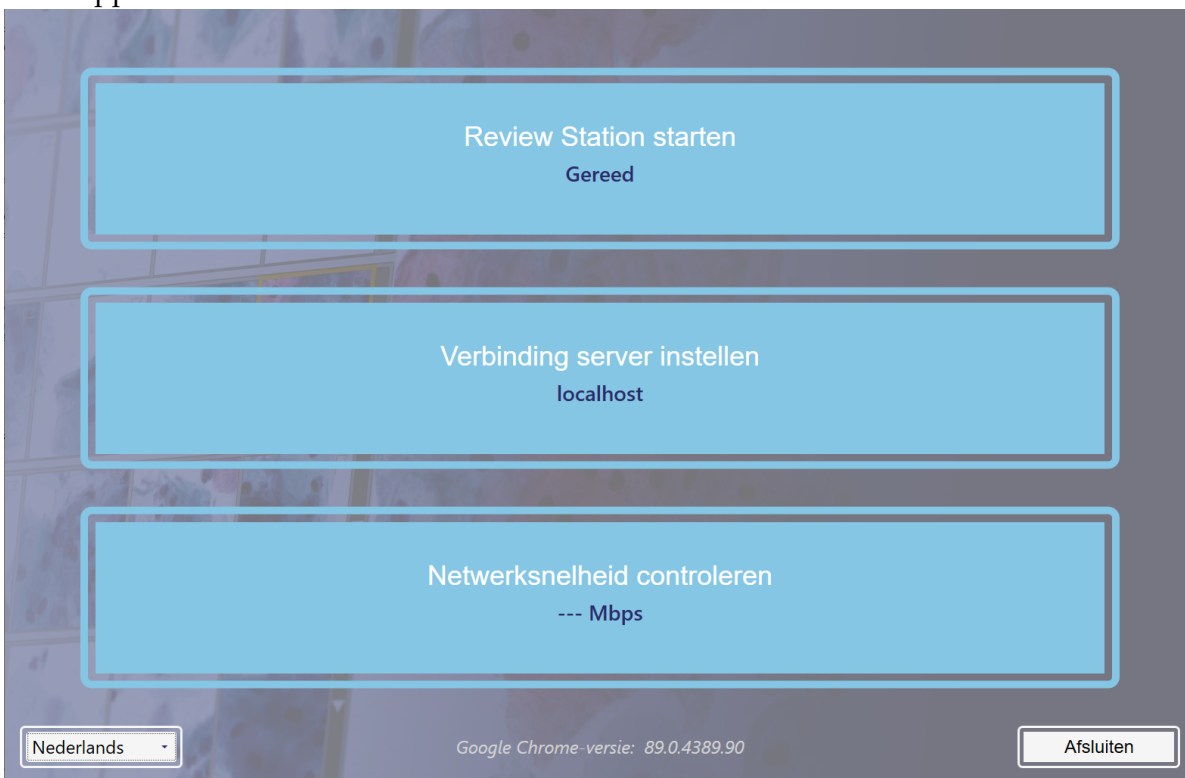 Review Station starten
Gereed
Verbinding server instellen
localhost
Netwerksnelheid controleren
--- Mbps
Nederlands
Google Chrome-versie: 89.0.4389.90
Afsluiten